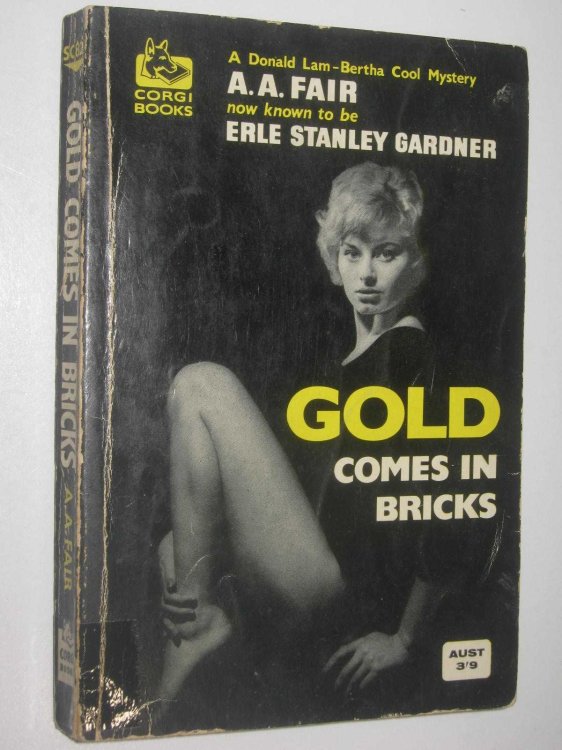 CORGI
BOOKS
A Donald Lam-Bertha Cool Mystery
A.A. FAIR
now known to be
ERLE STANLEY GARDNER
GOLD
COMES IN
BRICKS
AUST
3'9
GOLD COMES IN BRICKS A.A. FAIR